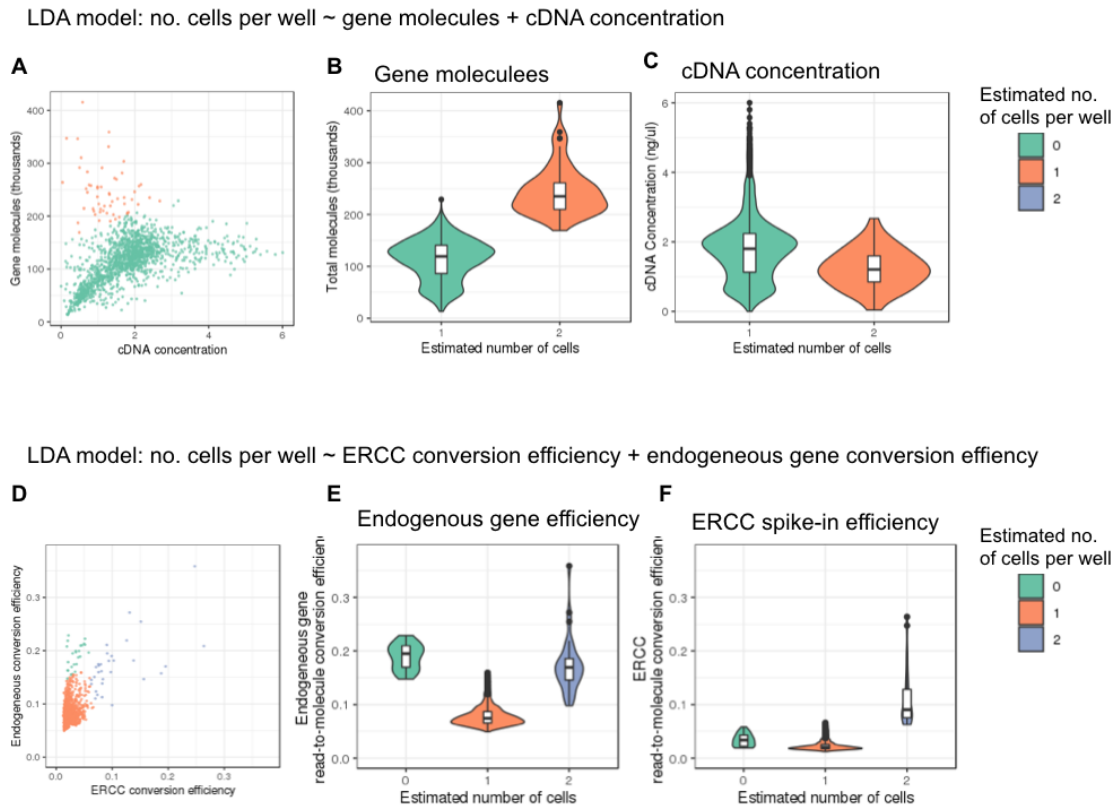 LDA model: no. cells per well ~ gene molecules + cDNA concentration
A
B
Gene moleculees
C
cDNA concentration
Gene molecules (thousands)
400
300
200
100
0
0
2
4
6
cDNA concentration
Total molecules (thousands)
400
300
200
100
0
1
2
Estimated number of cells
cDNA Concentration (ng/ul)
6
4
2
0
1
2
Estimated number of cells
Estimated no.
of cells per well
0
1
2
LDA model: no. cells per well ~ ERCC conversion efficiency + endogeneous gene conversion effiency
D
E
Endogenous gene efficiency
F
ERCC spike-in efficiency
Endogeneous conversion efficiency
0.3
0.2
0.1
0.0
0.0
0.1
0.2
0.3
ERCC conversion efficiency
Endogeneous gene
read-to-molecule conversion efficien
0.3
0.2
0.1
0.0
0
1
2
Estimated number of cells
ERCC
read-to-molecule conversion efficien
0.3
0.2
0.1
0.0
0
1
2
Estimated number of cells
Estimated no.
of cells per well
0
1
2